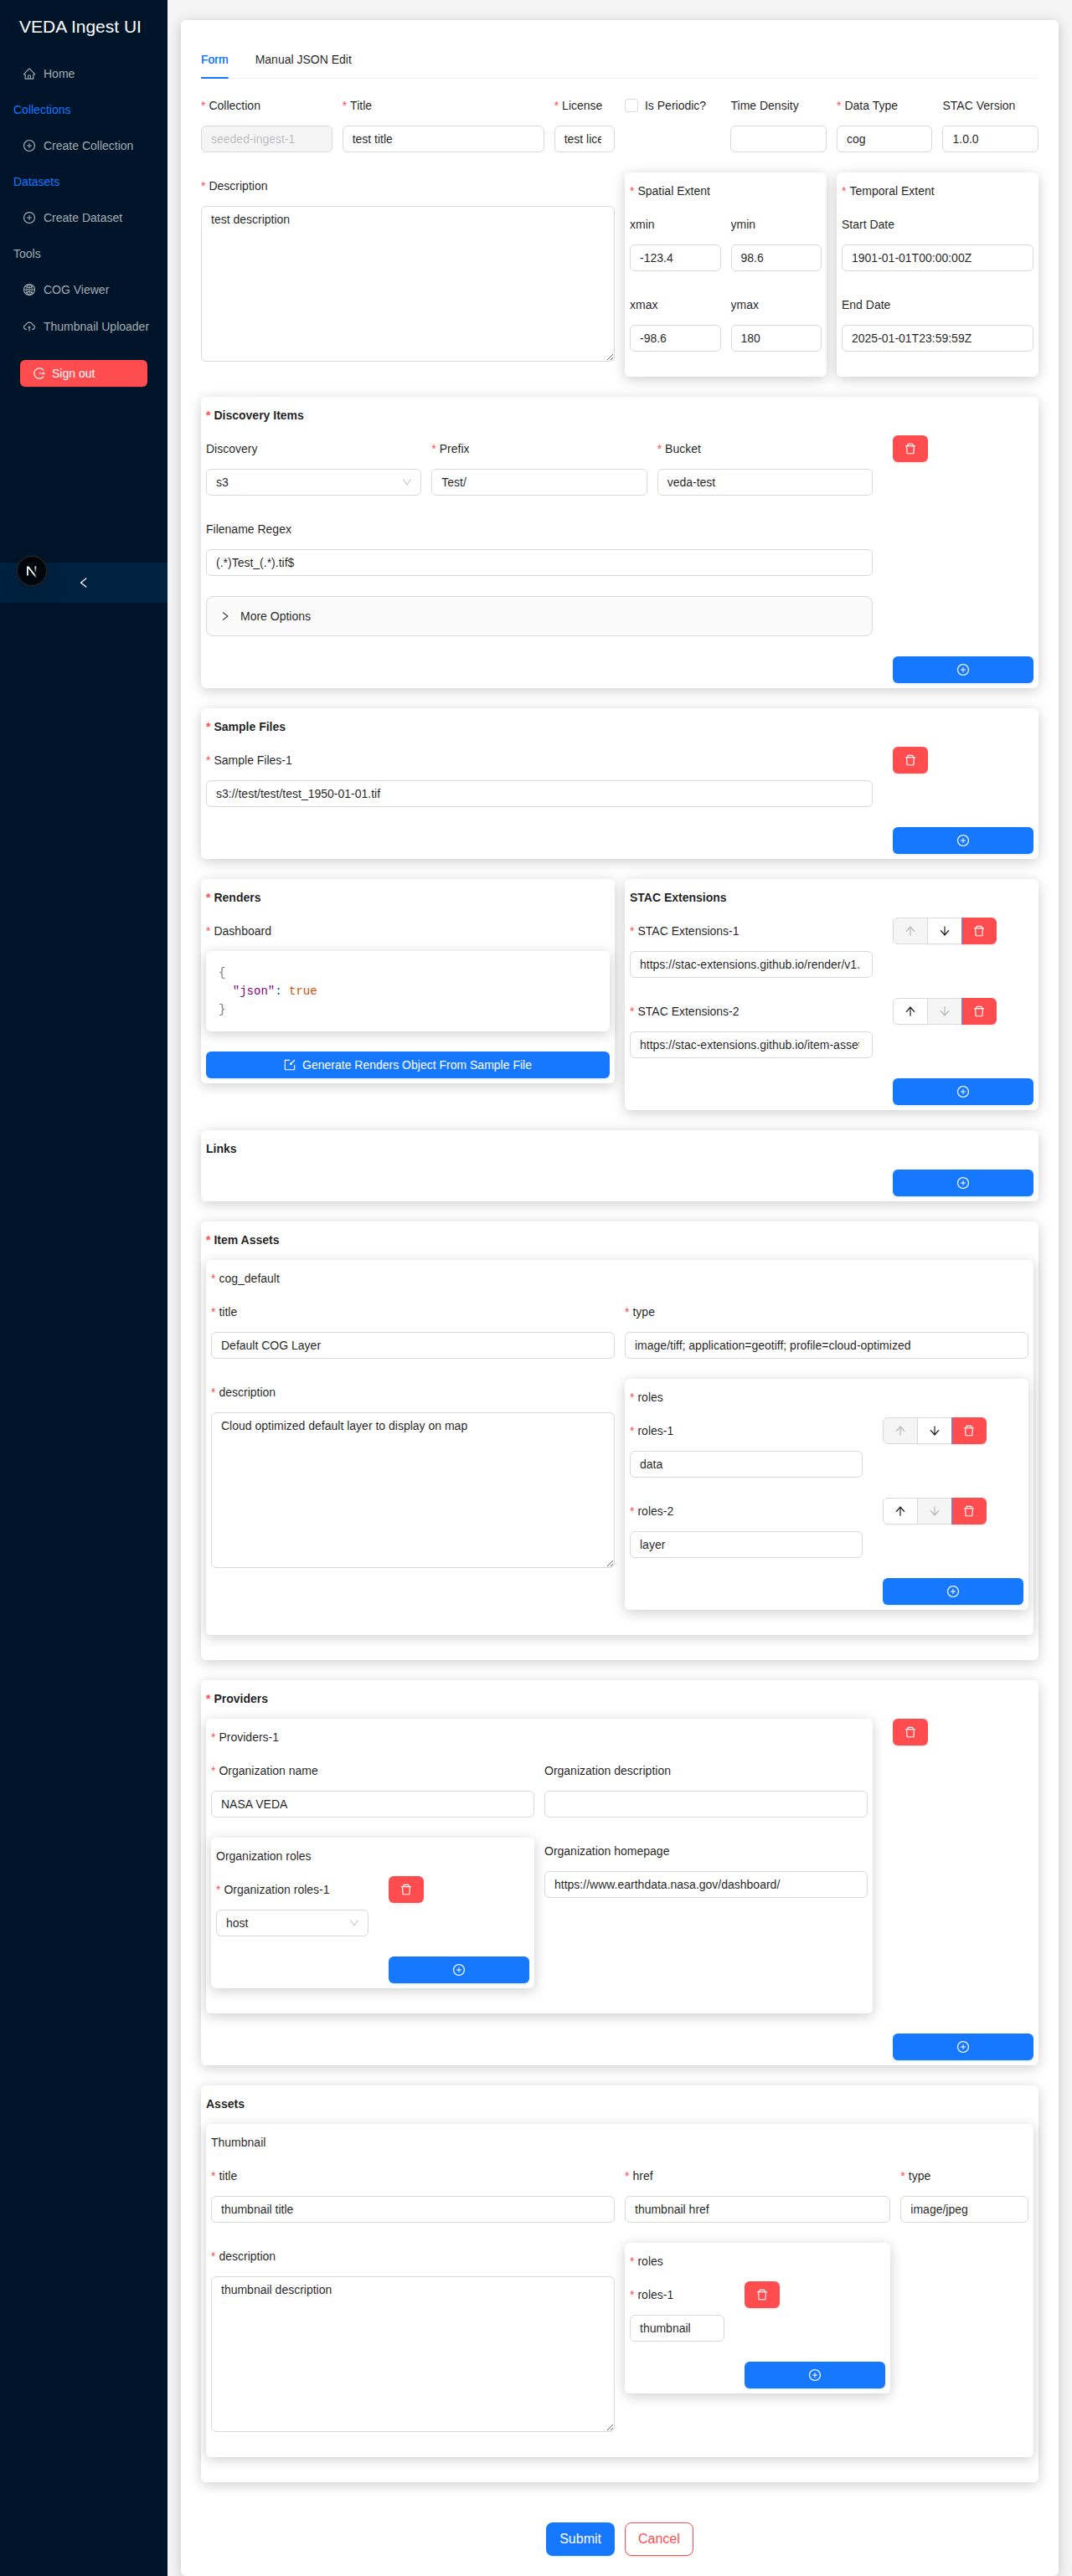 VEDA Ingest UI
Home
Collections
Create Collection
Datasets
Create Dataset
Tools
COG Viewer
Thumbnail Uploader
Sign out
Form Manual JSON Edit
* Collection * Title * License Is Periodic? Time Density * Data Type STAC Version
seeded-ingest-1 test title test lice cog 1.0.0
* Description
test description
* Spatial Extent
xmin ymin
-123.4 98.6
xmax ymax
-98.6 180
* Temporal Extent
Start Date
1901-01-01T00:00:00Z
End Date
2025-01-01T23:59:59Z
* Discovery Items
Discovery * Prefix * Bucket
s3 Test/ veda-test
Filename Regex
(.*)Test_(.*).tif$
More Options
* Sample Files
* Sample Files-1
s3://test/test/test_1950-01-01.tif
* Renders
* Dashboard
{
"json": true
}
Generate Renders Object From Sample File
STAC Extensions
* STAC Extensions-1
https://stac-extensions.github.io/render/v1.
* STAC Extensions-2
https://stac-extensions.github.io/item-asset
Links
* Item Assets
* cog_default
* title * type
Default COG Layer image/tiff; application=geotiff; profile=cloud-optimized
* description
Cloud optimized default layer to display on map
* roles
* roles-1
data
* roles-2
layer
* Providers
* Providers-1
* Organization name Organization description
NASA VEDA
Organization roles
* Organization roles-1
host
Organization homepage
https://www.earthdata.nasa.gov/dashboard/
Assets
Thumbnail
* title * href * type
thumbnail title thumbnail href image/jpeg
* description
thumbnail description
* roles
* roles-1
thumbnail
Submit Cancel